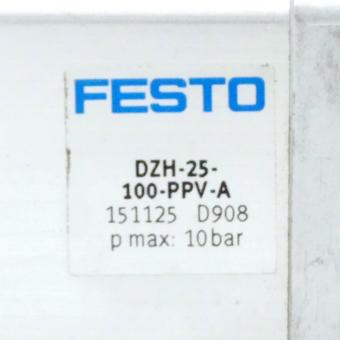 FESTO
DZH-25-
100-PPV-A
151125 D908
p max: 10bar